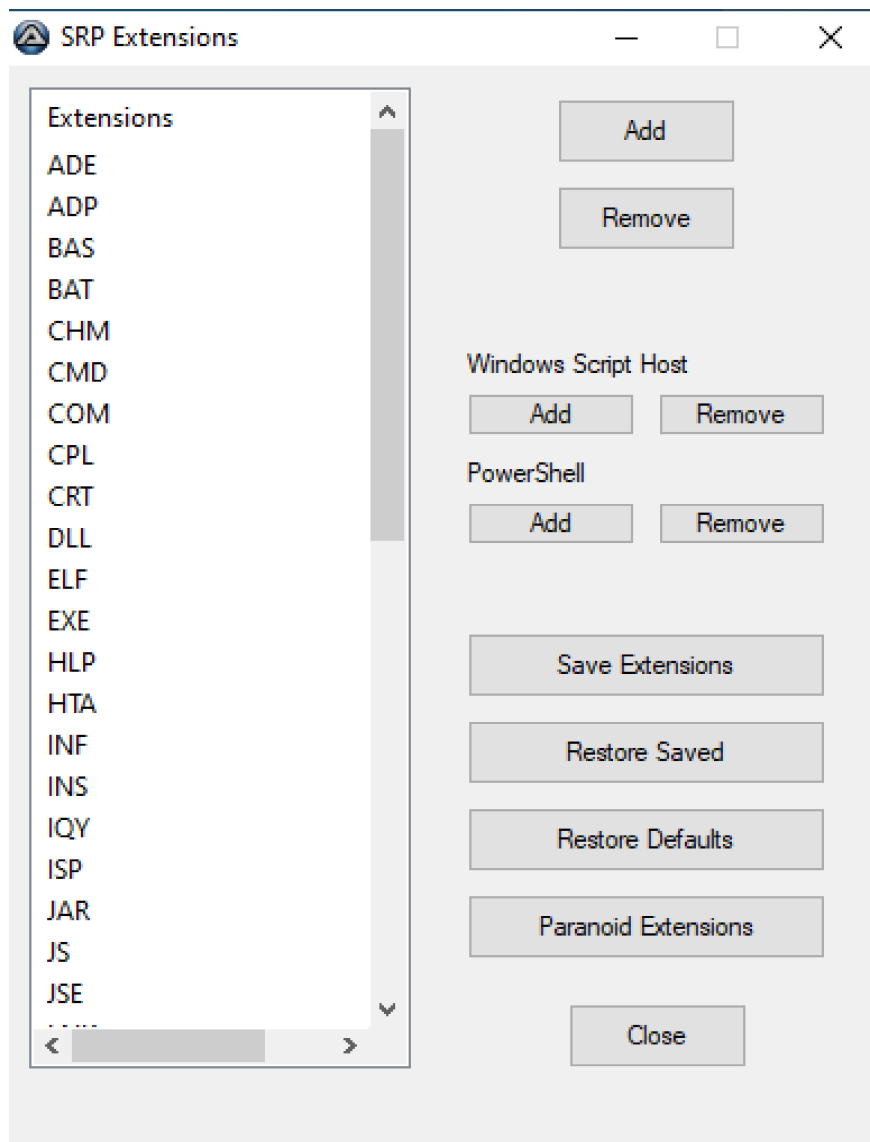 SRP Extensions
Extensions
ADE
ADP
BAS
BAT
CHM
CMD
COM
CPL
CRT
DLL
ELF
EXE
HLP
HTA
INF
INS
IQY
ISP
JAR
JS
JSE
Add
Remove
Windows Script Host
Add Remove
PowerShell
Add Remove
Save Extensions
Restore Saved
Restore Defaults
Paranoid Extensions
Close